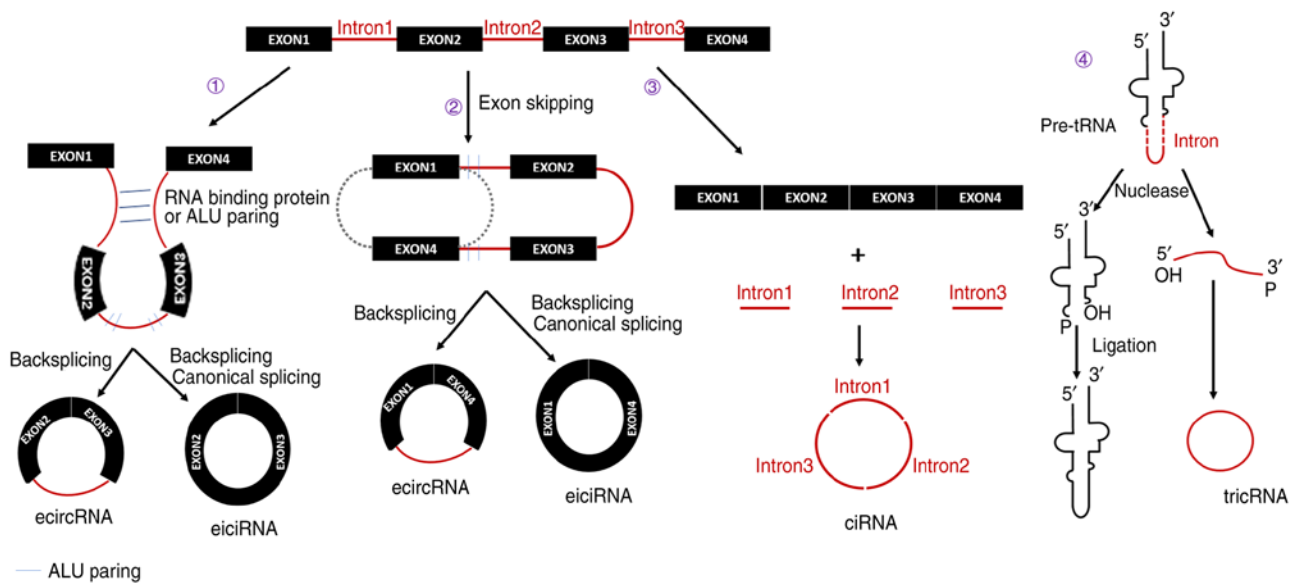 Intron1
Intron2
Intron3
EXON1
EXON2
EXON3
EXON4
①
②
Exon skipping
③
④
EXON1
EXON4
RNA binding protein
or ALU paring
EXON2
EXON3
Backsplicing
Backsplicing
Canonical splicing
EXON2
EXON3
ecircRNA
EXON2
EXON3
eiciRNA
ALU paring
EXON1
EXON2
EXON4
EXON3
Backsplicing
Backsplicing
Canonical splicing
EXON1
EXON4
ecircRNA
EXON1
EXON4
eiciRNA
EXON1
EXON2
EXON3
EXON4
+
Intron1
Intron2
Intron3
Intron1
Intron3
Intron2
ciRNA
3′
5′
Pre-tRNA
Intron
Nuclease
3′
5′
P
OH
Ligation
3′
5′
5′
OH
3′
P
tricRNA